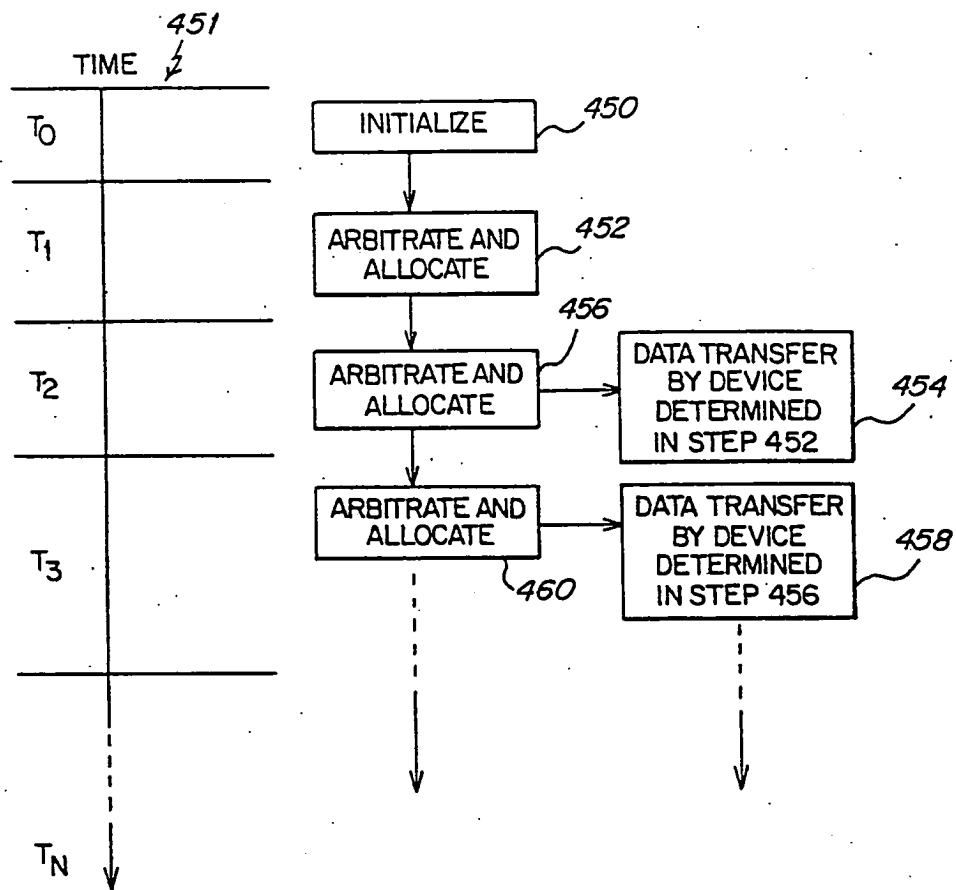 451
TIME
T0
INITIALIZE
450
T1
ARBITRATE AND
ALLOCATE
452
T2
ARBITRATE AND
ALLOCATE
456
DATA TRANSFER
BY DEVICE
DETERMINED
IN STEP 452
454
T3
ARBITRATE AND
ALLOCATE
460
DATA TRANSFER
BY DEVICE
DETERMINED
IN STEP 456
458
TN